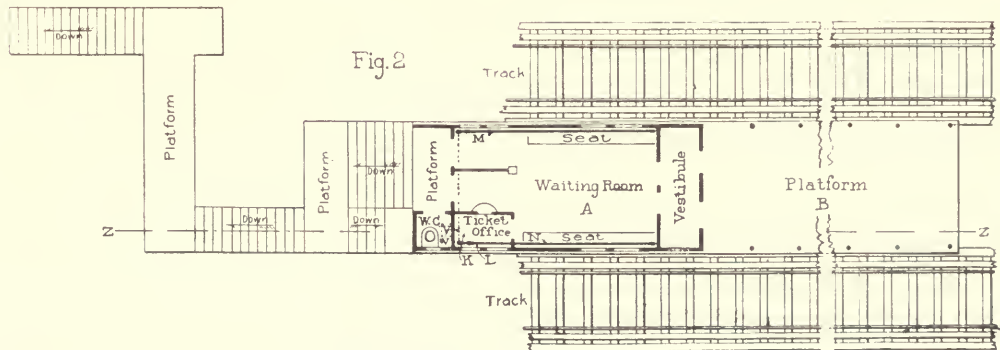 Down
Fig. 2
Track
Platform
Platform
Down
Platform
M
Seat
Waiting Room
A
Vestibule
Platform
B
Z
Down
Down
W.C.
Ticket
Office
N
Seat
Z
K L
Track